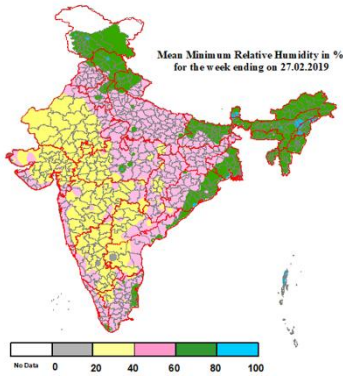 Mean Minimum Relative Humidity in %
for the week ending on 27.02.2019
No Data 0 20 40 60 80 100